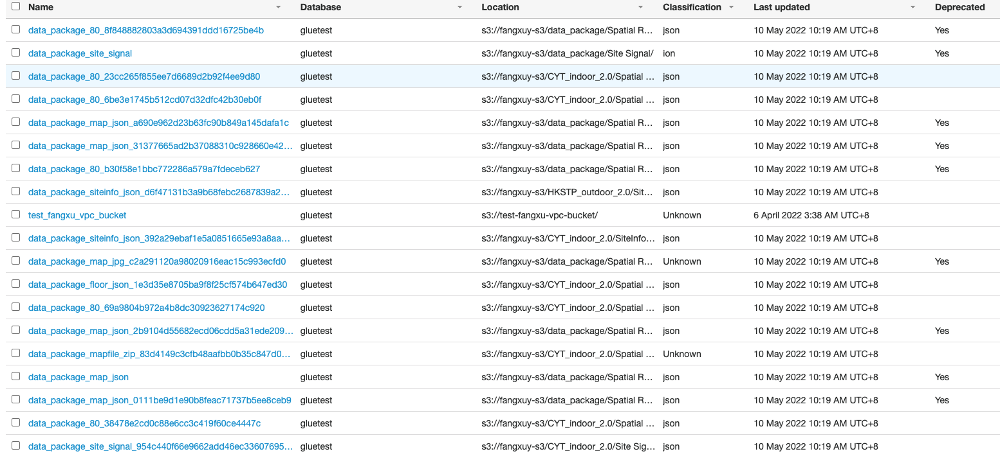 Name Database Location Classification Last updated Deprecated
data_package_80_8f848882803a3d694391ddd16725be4b gluetest s3://fangxuy-s3/data_package/Spatial R... json 10 May 2022 10:19 AM UTC+8 Yes
data_package_site_signal gluetest s3://fangxuy-s3/data_package/Site Signal/ ion 10 May 2022 10:19 AM UTC+8 Yes
data_package_80_23cc265f855ee7d6689d2b92f4ee9d80 gluetest s3://fangxuy-s3/CYT_indoor_2.0/Spatial ... json 10 May 2022 10:19 AM UTC+8
data_package_80_6be3e1745b512cd07d32dfc42b30eb0f gluetest s3://fangxuy-s3/CYT_indoor_2.0/Spatial ... json 10 May 2022 10:19 AM UTC+8
data_package_map_json_a690e962d23b63fc90b849a145dafa1c gluetest s3://fangxuy-s3/data_package/Spatial R... json 10 May 2022 10:19 AM UTC+8 Yes
data_package_map_json_31377665ad2b37088310c928660e42... gluetest s3://fangxuy-s3/data_package/Spatial R... json 10 May 2022 10:19 AM UTC+8 Yes
data_package_80_b30f58e1bbc772286a579a7fdeceb627 gluetest s3://fangxuy-s3/data_package/Spatial R... json 10 May 2022 10:19 AM UTC+8 Yes
data_package_siteinfo_json_d6f47131b3a9b68febc2687839a2... gluetest s3://fangxuy-s3/HKSTP_outdoor_2.0/Sit... json 10 May 2022 10:19 AM UTC+8
test_fangxu_vpc_bucket gluetest s3://test-fangxu-vpc-bucket/ Unknown 6 April 2022 3:38 AM UTC+8
data_package_siteinfo_json_392a29ebaf1e5a0851665e93a8aa... gluetest s3://fangxuy-s3/CYT_indoor_2.0/SiteInfo... json 10 May 2022 10:19 AM UTC+8
data_package_map_jpg_c2a291120a98020916eac15c993ecfd0 gluetest s3://fangxuy-s3/data_package/Spatial R... Unknown 10 May 2022 10:19 AM UTC+8 Yes
data_package_floor_json_1e3d35e8705ba9f8f25cf574b647ed30 gluetest s3://fangxuy-s3/CYT_indoor_2.0/Spatial ... json 10 May 2022 10:19 AM UTC+8
data_package_80_69a9804b972a4b8dc30923627174c920 gluetest s3://fangxuy-s3/CYT_indoor_2.0/Spatial ... json 10 May 2022 10:19 AM UTC+8
data_package_map_json_2b9104d55682ecd06cdd5a31ede209... gluetest s3://fangxuy-s3/data_package/Spatial R... json 10 May 2022 10:19 AM UTC+8 Yes
data_package_mapfile_zip_83d4149c3cfb48aafbb0b35c847d0... gluetest s3://fangxuy-s3/CYT_indoor_2.0/Spatial ... Unknown 10 May 2022 10:19 AM UTC+8
data_package_map_json gluetest s3://fangxuy-s3/data_package/Spatial R... json 10 May 2022 10:19 AM UTC+8 Yes
data_package_map_json_0111be9d1e90b8feac71737b5ee8ceb9 gluetest s3://fangxuy-s3/data_package/Spatial R... json 10 May 2022 10:19 AM UTC+8 Yes
data_package_80_38478e2cd0c88e6cc3c419f60ce4447c gluetest s3://fangxuy-s3/CYT_indoor_2.0/Spatial ... json 10 May 2022 10:19 AM UTC+8
data_package_site_signal_954c440f66e9662add46ec33607695... gluetest s3://fangxuy-s3/CYT_indoor_2.0/Site Sig... json 10 May 2022 10:19 AM UTC+8